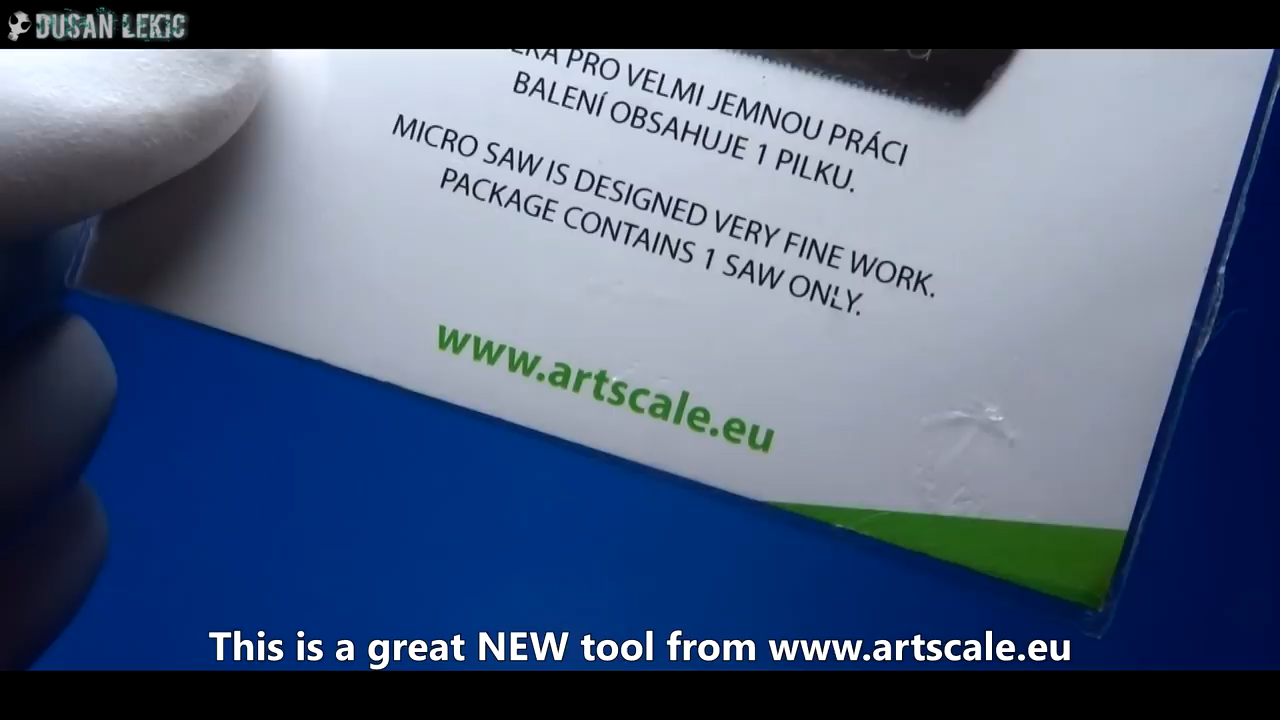 DUSAN LEKIC
PRO VELMI JEMNOU PRÁCI
BALENÍ OBSAHUJE 1 PILKU.
MICRO SAW IS DESIGNED VERY FINE WORK.
PACKAGE CONTAINS 1 SAW ONLY.
www.artscale.eu
This is a great NEW tool from www.artscale.eu